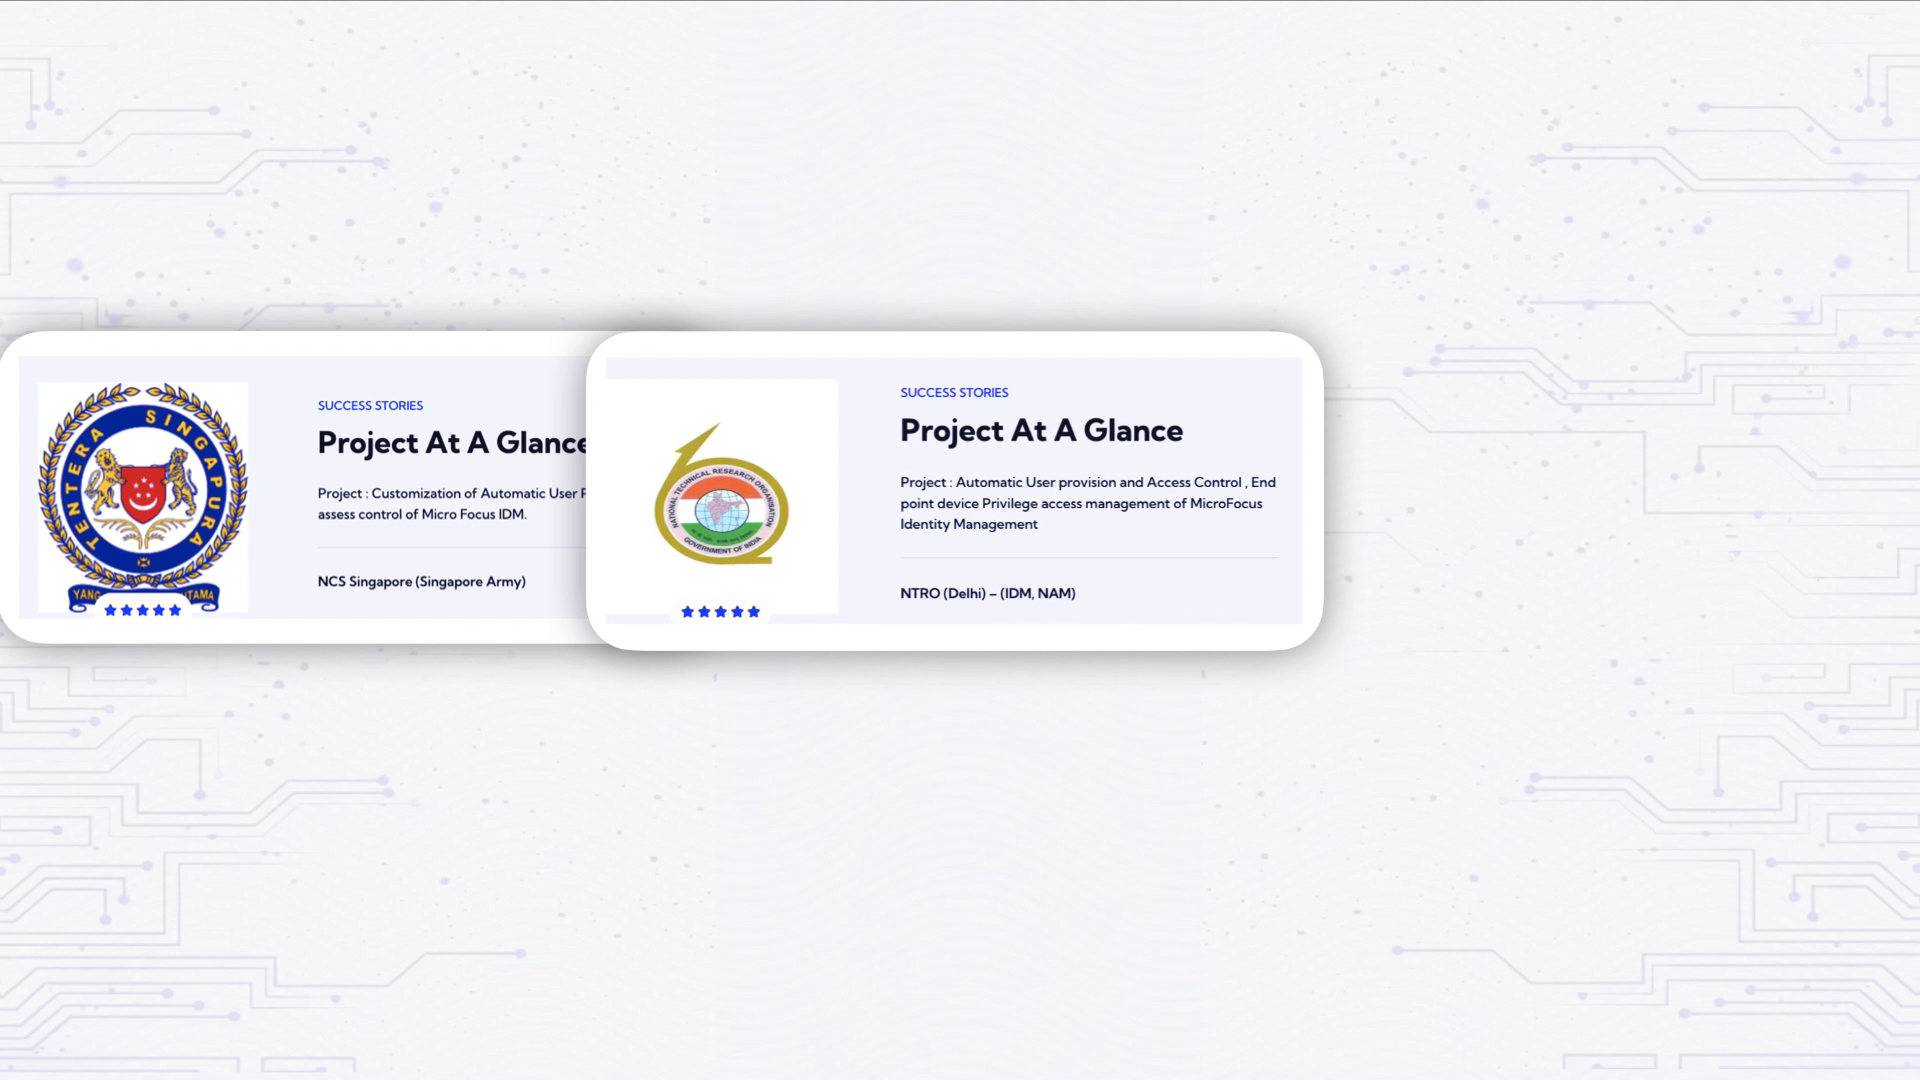 TENTERA SINGAPURA
YANG
UTAMA
SUCCESS STORIES
Project At A Glance
Project : Customization of Automatic User
assess control of Micro Focus IDM.
NCS Singapore (Singapore Army)
NATIONAL TECHNICAL RESEARCH ORGANISATION
GOVERNMENT OF INDIA
SUCCESS STORIES
Project At A Glance
Project : Automatic User provision and Access Control , End
point device Privilege access management of MicroFocus
Identity Management
NTRO (Delhi) – (IDM, NAM)